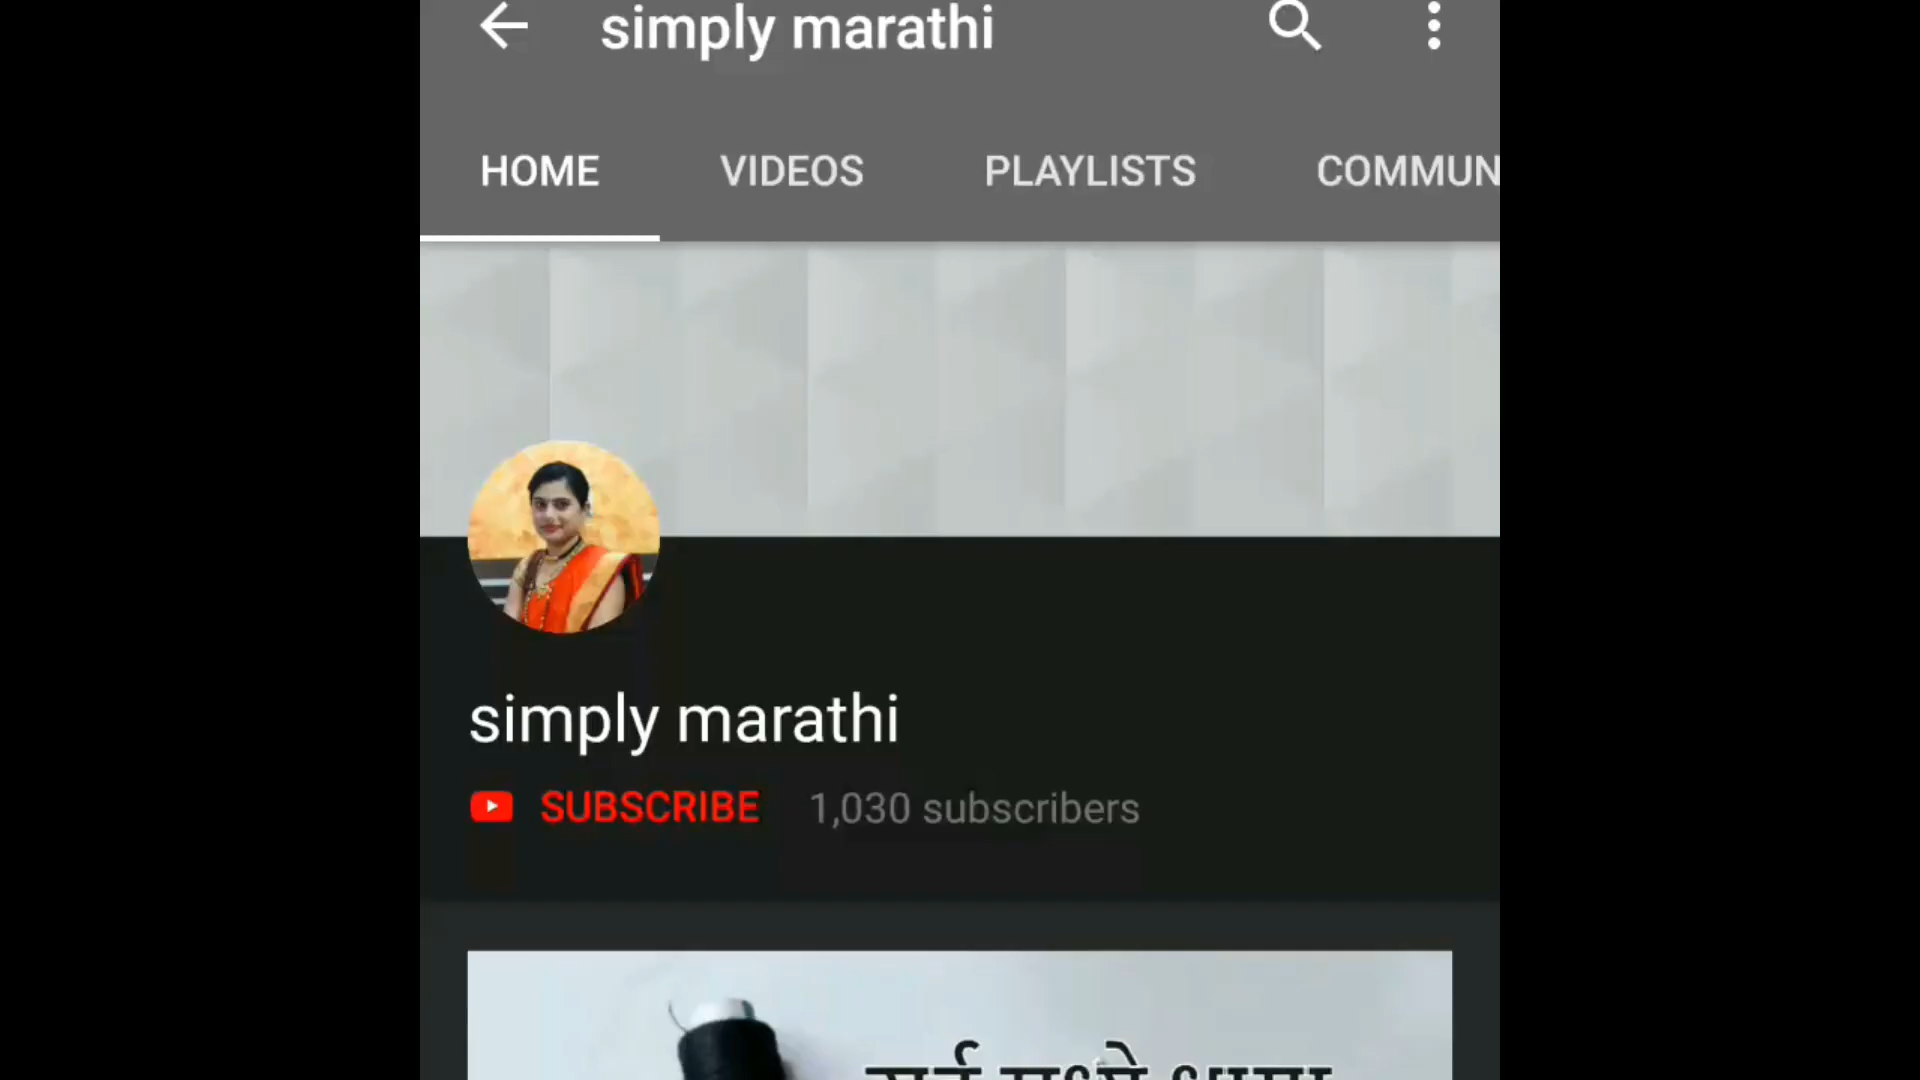 simply marathi
HOME VIDEOS PLAYLISTS COMMUN
simply marathi
SUBSCRIBE 1,030 subscribers